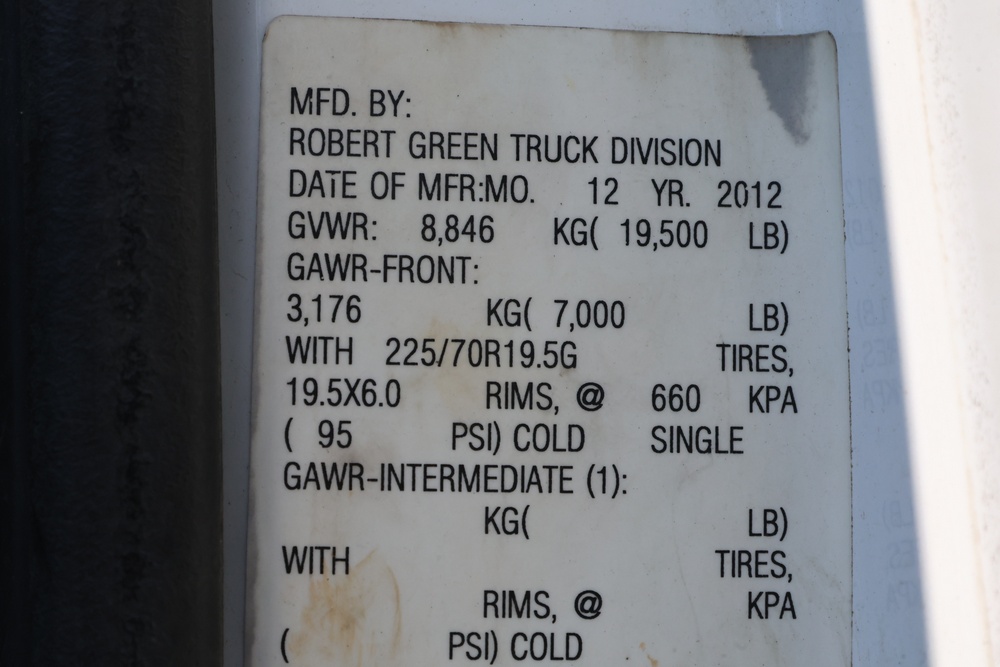 MFD. BY:
ROBERT GREEN TRUCK DIVISION
DATE OF MFR:MO. 12 YR. 2012
GVWR: 8,846 KG( 19,500 LB)
GAWR-FRONT:
3,176 KG( 7,000 LB)
WITH 225/70R19.5G TIRES,
19.5X6.0 RIMS, @ 660 KPA
( 95 PSI) COLD SINGLE
GAWR-INTERMEDIATE (1):
KG( LB)
WITH TIRES,
RIMS, @ KPA
( PSI) COLD